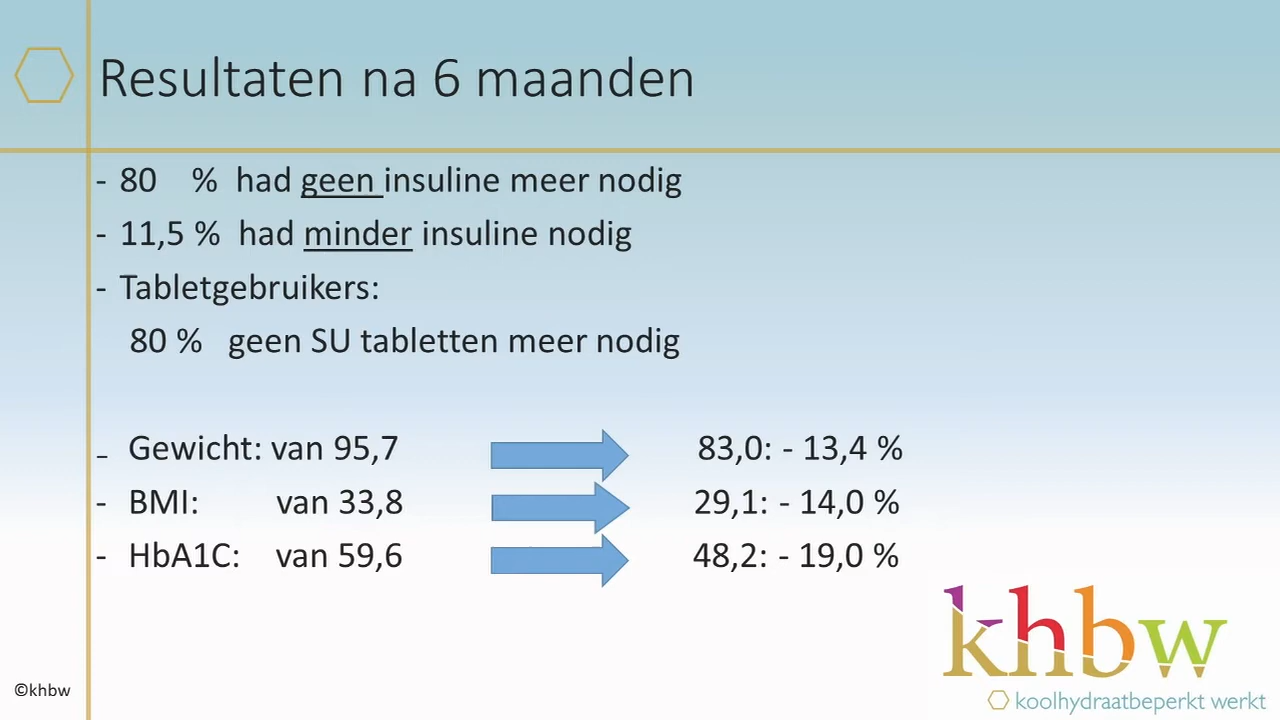 Resultaten na 6 maanden
- 80 % had geen insuline meer nodig
- 11,5 % had minder insuline nodig
- Tabletgebruikers:
80 % geen SU tabletten meer nodig
- Gewicht: van 95,7 83,0: - 13,4 %
- BMI: van 33,8 29,1: - 14,0 %
- HbA1C: van 59,6 48,2: - 19,0 %
khbw
koolhydraatbeperkt werkt
©khbw